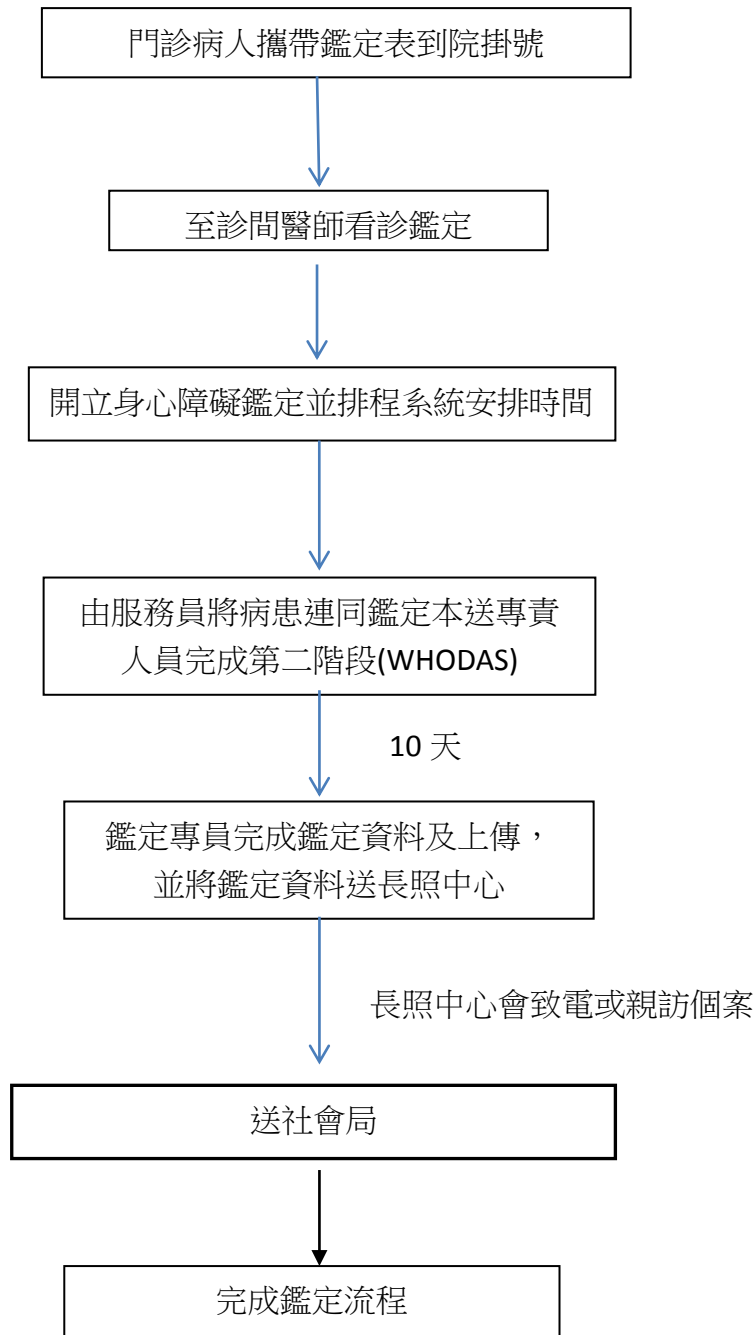 門診病人攜帶鑑定表到院掛號
至診間醫師看診鑑定
開立身心障礙鑑定並排程系統安排時間
由服務員將病患連同鑑定本送專責
人員完成第二階段(WHODAS)
10 天
鑑定專員完成鑑定資料及上傳，
並將鑑定資料送長照中心
長照中心會致電或親訪個案
送社會局
完成鑑定流程